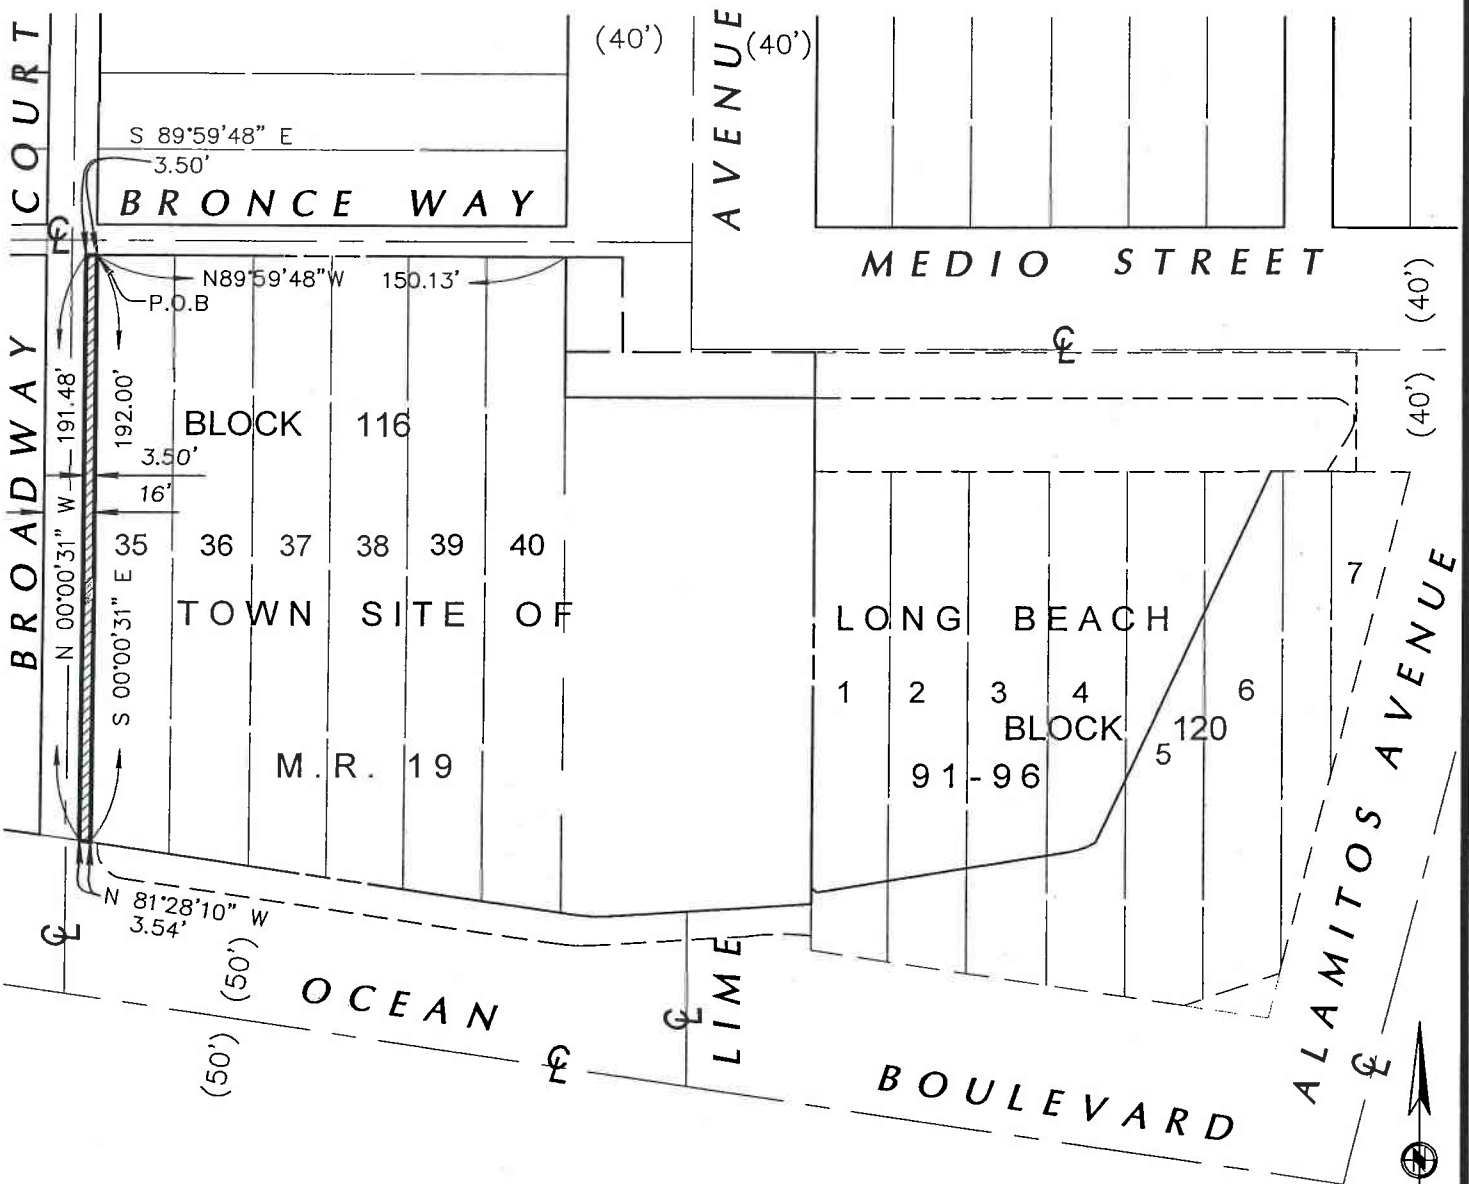 COURT
AVENUE
(40')
(40')
S 89°59'48" E
3.50'
BRONCE WAY
℄
MEDIO STREET
N89°59'48"W 150.13'
P.O.B
(40')
℄
(40')
BROADWAY
191.48'
192.00'
BLOCK 116
3.50'
16'
N 00°00'31" W
S 00°00'31" E
35 36 37 38 39 40
7
TOWN SITE OF LONG BEACH
1 2 3 4 6
BLOCK 120
5
M.R. 19 91-96
ALAMITOS AVENUE
N 81°28'10" W
3.54'
℄
(50')
(50')
OCEAN BOULEVARD
LIME
℄
℄
℄